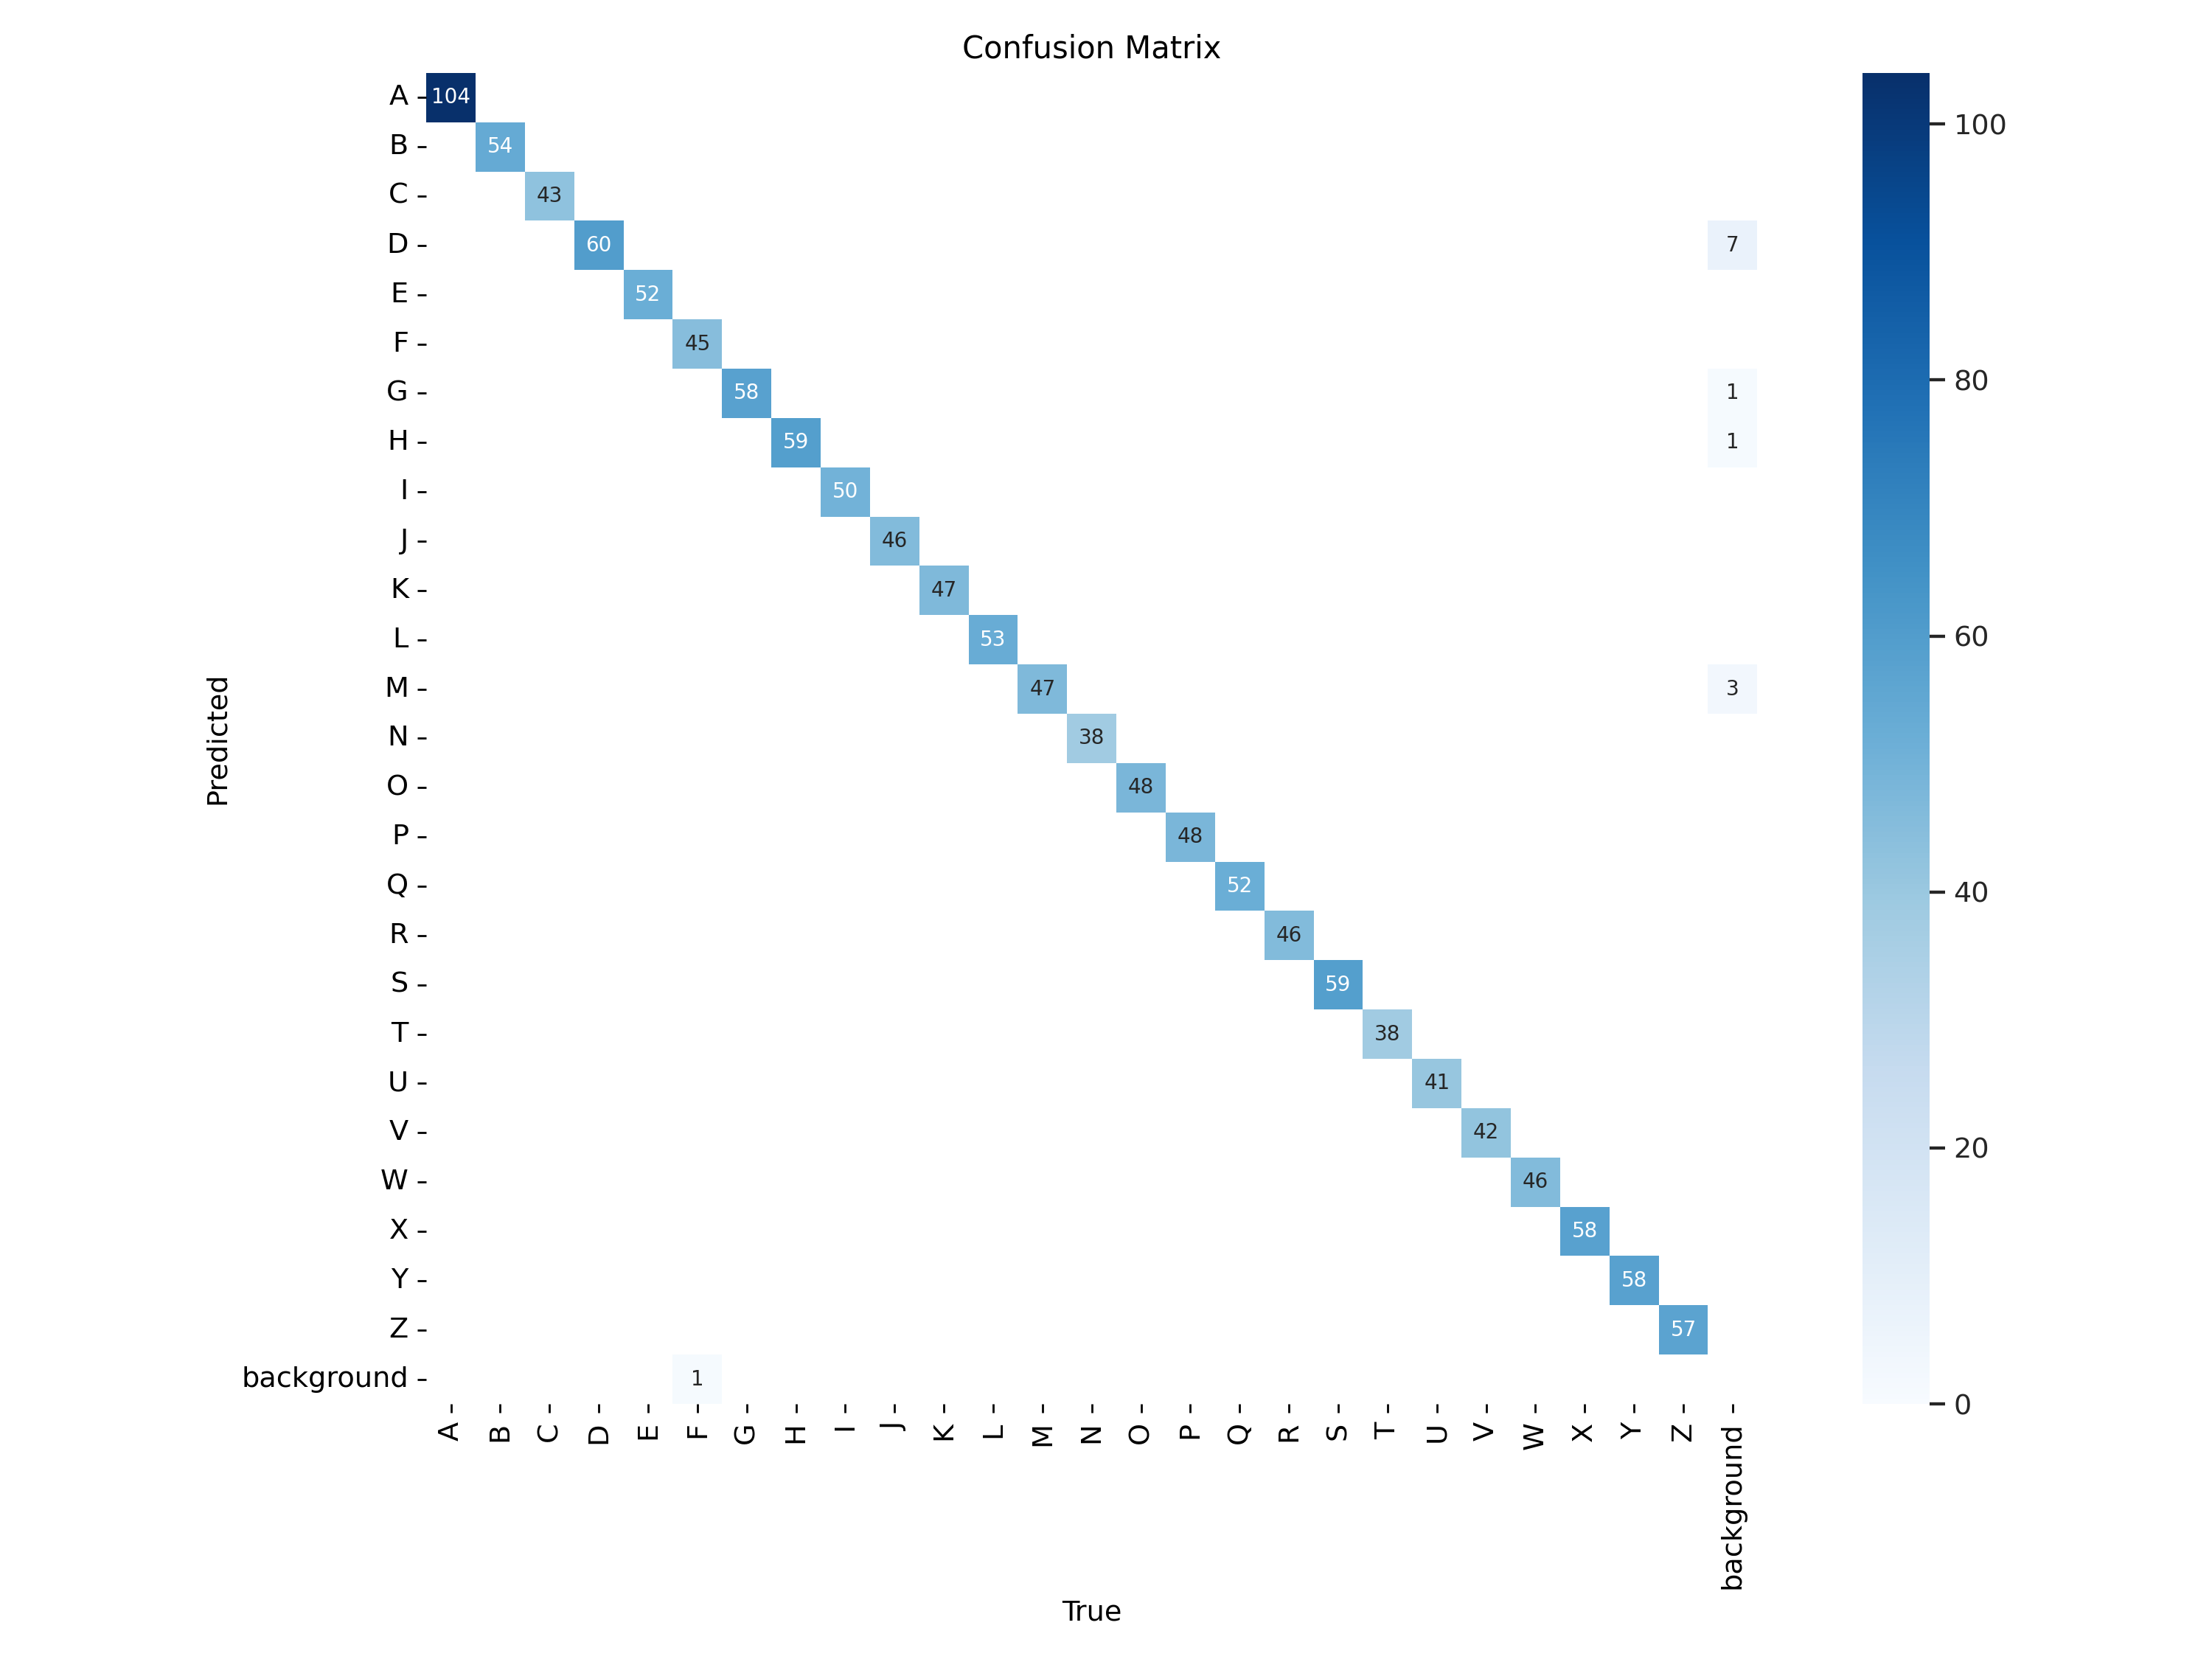 Confusion Matrix
A 104
B 54
C 43
D 60 7
E 52
F 45
G 58 1
H 59 1
I 50
J 46
K 47
L 53
M 47 3
N 38
O 48
P 48
Q 52
R 46
S 59
T 38
U 41
V 42
W 46
X 58
Y 58
Z 57
background 1
A B C D E F G H I J K L M N O P Q R S T U V W X Y Z background
Predicted
True
100
80
60
40
20
0